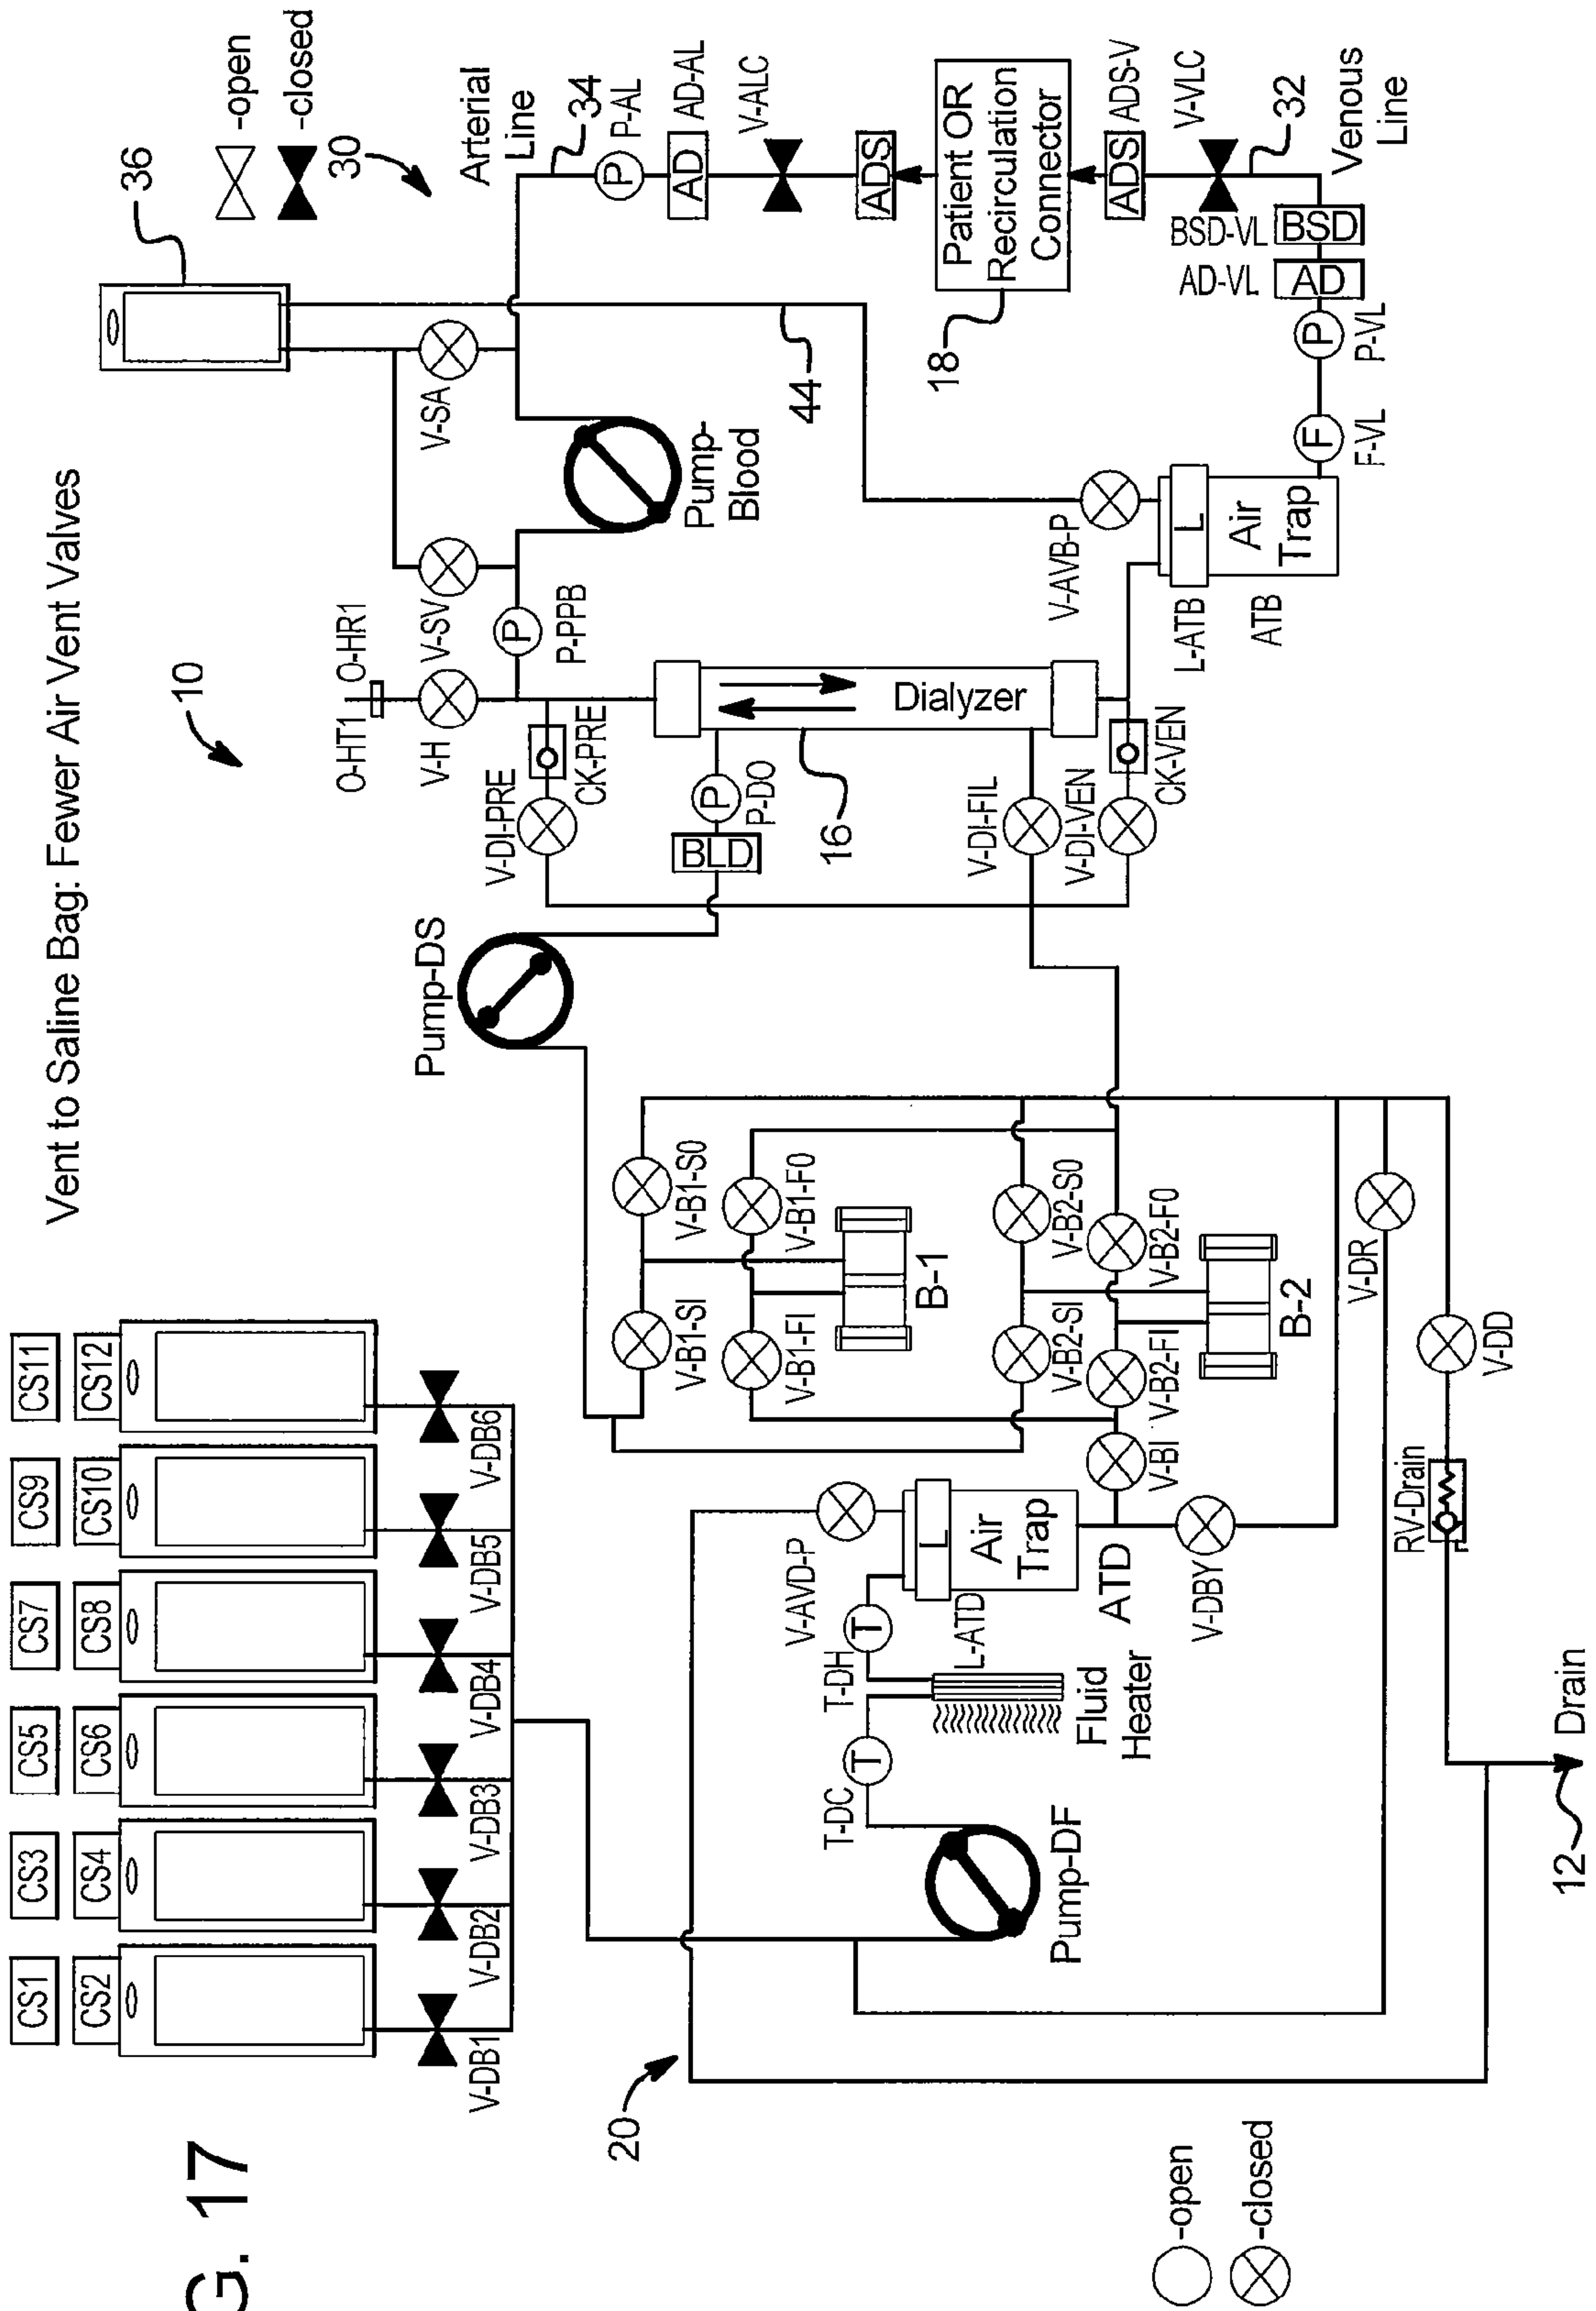 Vent to Saline Bag: Fewer Air Vent Valves
CS1
CS2
CS3
CS4
CS5
CS6
CS7
CS8
CS9
CS10
CS11
CS12
10
36
-open
-closed
30
V-DB1
V-DB2
V-DB3
V-DB4
V-DB5
V-DB6
Pump-DS
O-HT1
O-HR1
V-H
V-SV
V-SA
Arterial
Line
34
P
P-AL
AD
AD-AL
V-ALC
ADS
Patient OR
Recirculation
Connector
18
ADS
ADS-V
V-VLC
32
Venous
Line
BSD-VL
BSD
AD-VL
AD
P
P-VL
F
F-VL
44
Pump-
Blood
P
P-PPB
V-DI-PRE
CK-PRE
BLD
P
P-DO
Dialyzer
16
V-DI-FIL
V-DI-VEN
CK-VEN
V-AVB-P
L
Air
Trap
L-ATB
ATB
V-B1-SI
V-B1-S0
V-B1-FI
V-B1-F0
B-1
V-B2-SI
V-B2-S0
V-B2-FI
V-B2-F0
B-2
V-BI
V-DR
V-DD
RV-Drain
20
Pump-DF
T-DC
T
T-DH
T
Fluid
Heater
V-AVD-P
L
Air
Trap
L-ATD
ATD
V-DBY
12
Drain
G. 17
-open
-closed